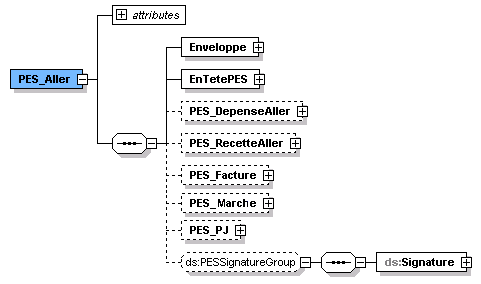 attributes
Enveloppe
PES_Aller
EnTetePES
PES_DepenseAller
PES_RecetteAller
PES_Facture
PES_Marche
PES_PJ
ds:PESSignatureGroup
ds:Signature